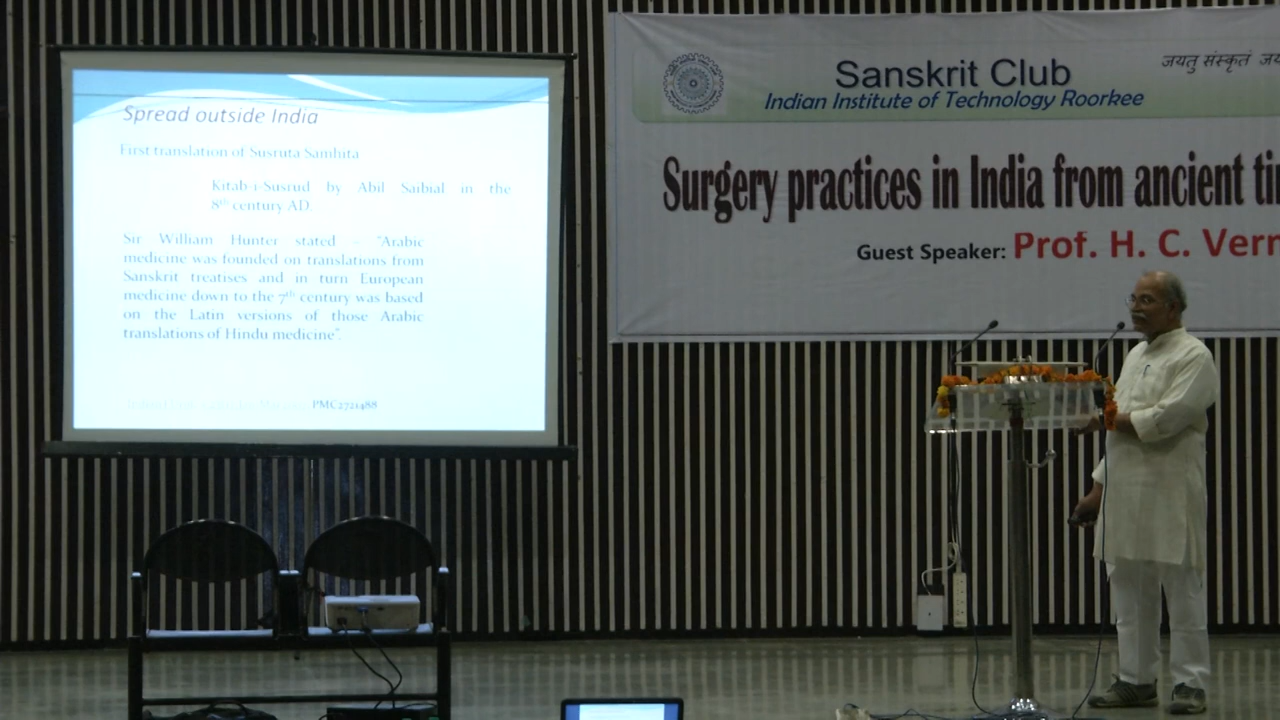 Spread outside India
First translation of Susruta Samhita
Kitab-i-Susrud by Abil Saibial in the
8th century AD.
Sir William Hunter stated – "Arabic
medicine was founded on translations from
Sanskrit treatises and in turn European
medicine down to the 7th century was based
on the Latin versions of those Arabic
translations of Hindu medicine".
PMC2721488
Sanskrit Club
Indian Institute of Technology Roorkee
जयतु संस्कृतं
Surgery practices in India from ancient
Guest Speaker: Prof. H. C. Ver